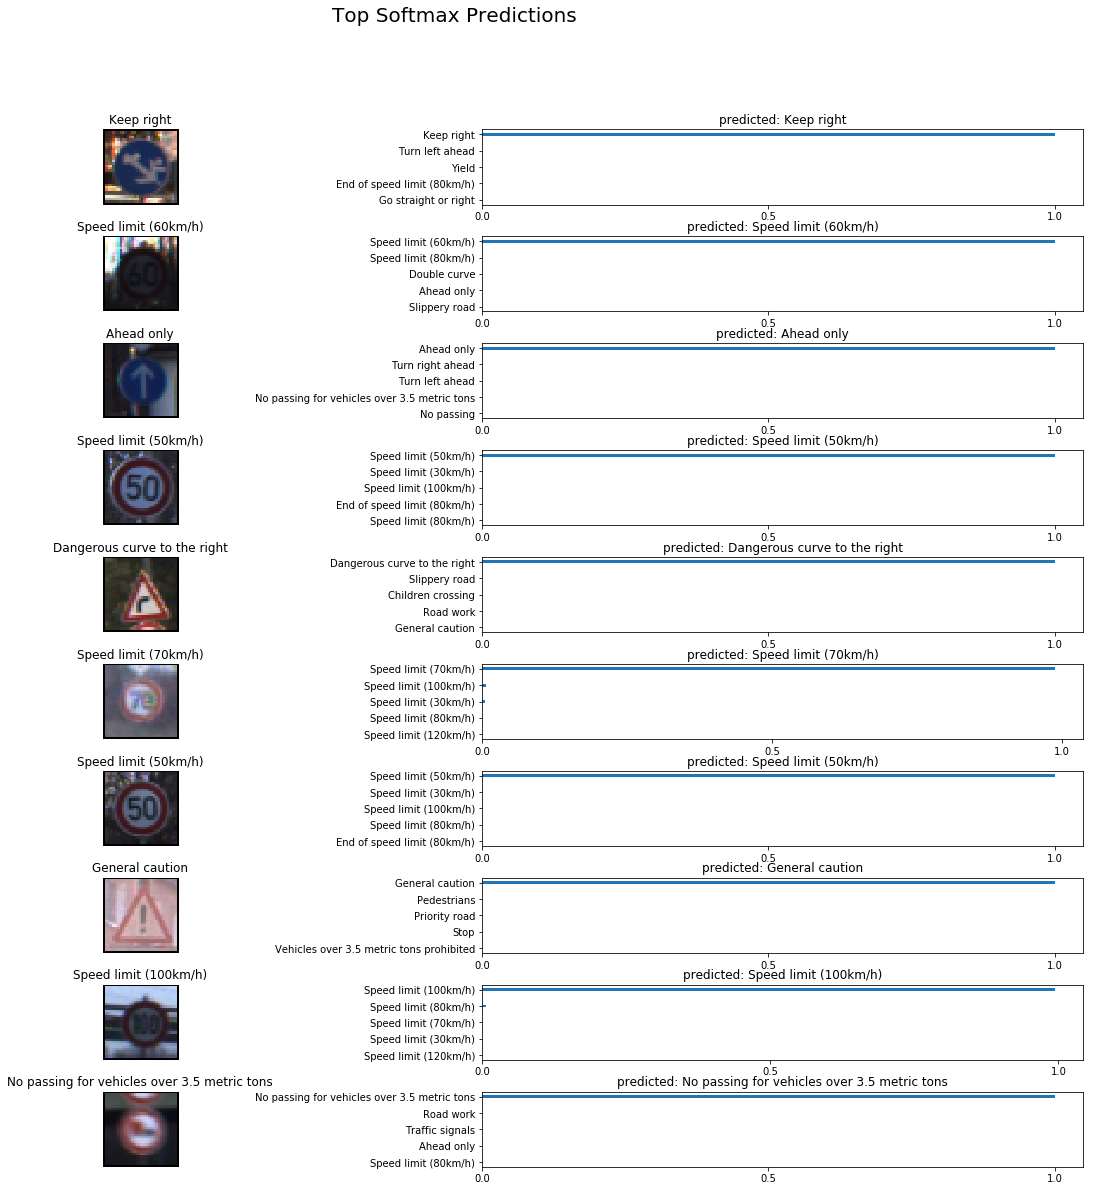 Top Softmax Predictions
Keep right
predicted: Keep right
Keep right
Turn left ahead
Yield
End of speed limit (80km/h)
Go straight or right
0.0 0.5 1.0
Speed limit (60km/h)
60
predicted: Speed limit (60km/h)
Speed limit (60km/h)
Speed limit (80km/h)
Double curve
Ahead only
Slippery road
0.0 0.5 1.0
Ahead only
predicted: Ahead only
Ahead only
Turn right ahead
Turn left ahead
No passing for vehicles over 3.5 metric tons
No passing
0.0 0.5 1.0
Speed limit (50km/h)
50
predicted: Speed limit (50km/h)
Speed limit (50km/h)
Speed limit (30km/h)
Speed limit (100km/h)
End of speed limit (80km/h)
Speed limit (80km/h)
0.0 0.5 1.0
Dangerous curve to the right
predicted: Dangerous curve to the right
Dangerous curve to the right
Slippery road
Children crossing
Road work
General caution
0.0 0.5 1.0
Speed limit (70km/h)
70
predicted: Speed limit (70km/h)
Speed limit (70km/h)
Speed limit (100km/h)
Speed limit (30km/h)
Speed limit (80km/h)
Speed limit (120km/h)
0.0 0.5 1.0
Speed limit (50km/h)
50
predicted: Speed limit (50km/h)
Speed limit (50km/h)
Speed limit (30km/h)
Speed limit (100km/h)
Speed limit (80km/h)
End of speed limit (80km/h)
0.0 0.5 1.0
General caution
!
predicted: General caution
General caution
Pedestrians
Priority road
Stop
Vehicles over 3.5 metric tons prohibited
0.0 0.5 1.0
Speed limit (100km/h)
100
predicted: Speed limit (100km/h)
Speed limit (100km/h)
Speed limit (80km/h)
Speed limit (70km/h)
Speed limit (30km/h)
Speed limit (120km/h)
0.0 0.5 1.0
No passing for vehicles over 3.5 metric tons
predicted: No passing for vehicles over 3.5 metric tons
No passing for vehicles over 3.5 metric tons
Road work
Traffic signals
Ahead only
Speed limit (80km/h)
0.0 0.5 1.0